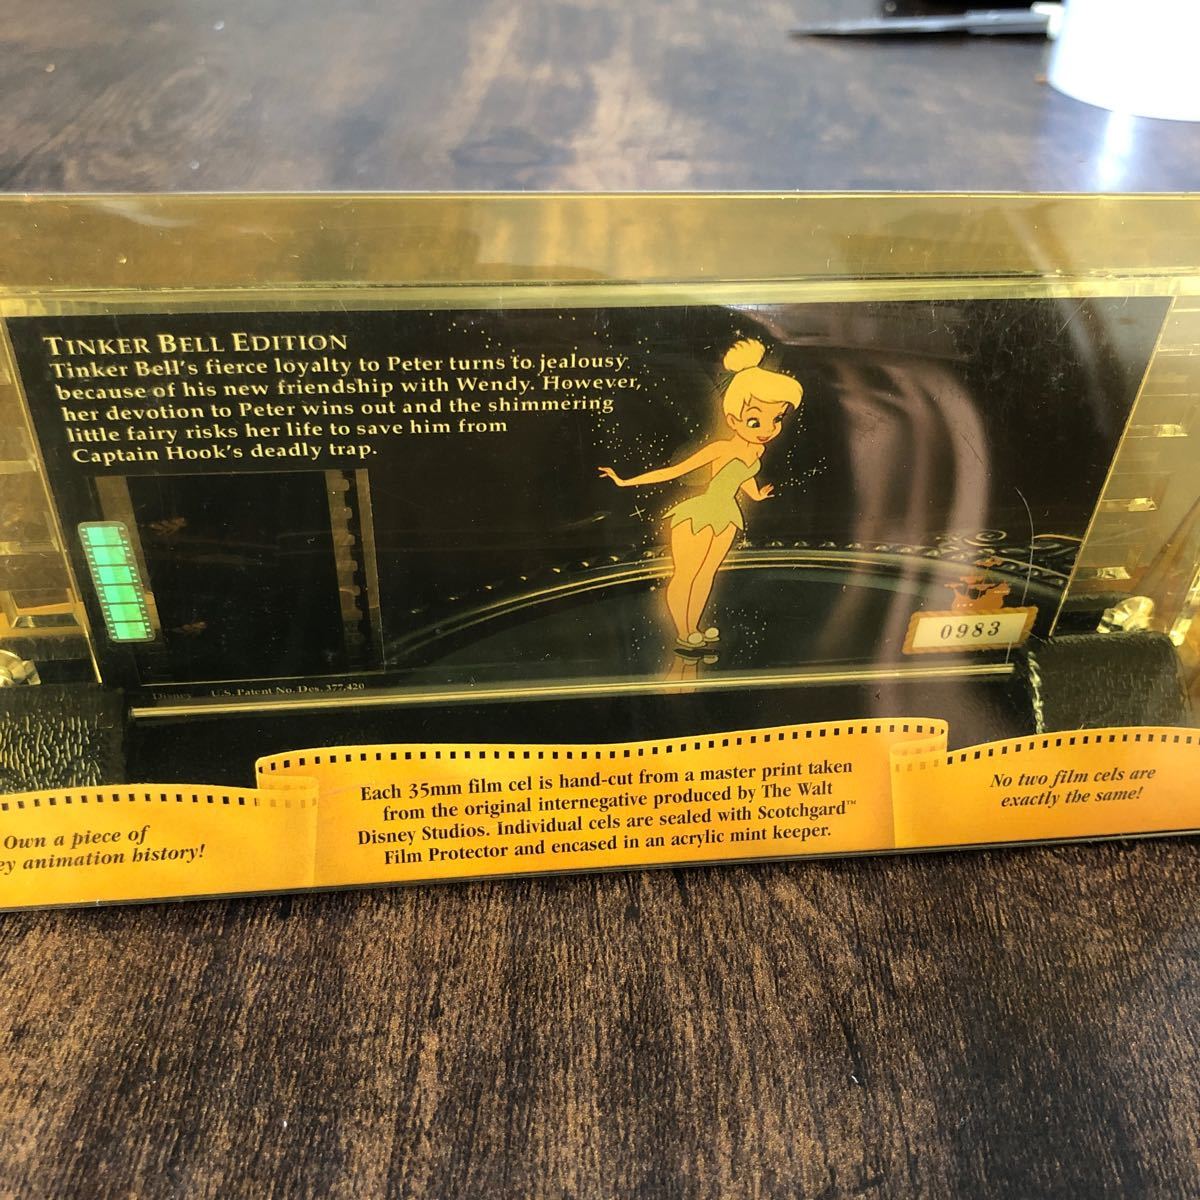 TINKER BELL EDITION
Tinker Bell's fierce loyalty to Peter turns to jealousy
because of his new friendship with Wendy. However,
her devotion to Peter wins out and the shimmering
little fairy risks her life to save him from
Captain Hook's deadly trap.
0983
© Disney U.S. Patent No. Des. 377,420
Own a piece of
ey animation history!
Each 35mm film cel is hand-cut from a master print taken
from the original internegative produced by The Walt
Disney Studios. Individual cels are sealed with Scotchgard™
Film Protector and encased in an acrylic mint keeper.
No two film cels are
exactly the same!